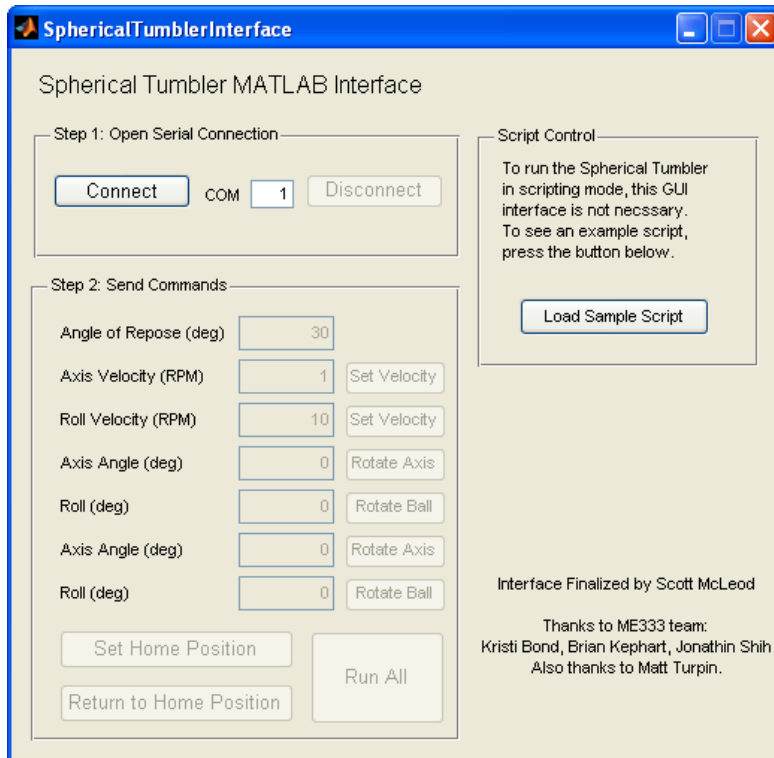 SphericalTumblerInterface
Spherical Tumbler MATLAB Interface
Step 1: Open Serial Connection
Connect COM 1 Disconnect
Script Control
To run the Spherical Tumbler
in scripting mode, this GUI
interface is not necssary.
To see an example script,
press the button below.
Load Sample Script
Step 2: Send Commands
Angle of Repose (deg) 30
Axis Velocity (RPM) 1 Set Velocity
Roll Velocity (RPM) 10 Set Velocity
Axis Angle (deg) 0 Rotate Axis
Roll (deg) 0 Rotate Ball
Axis Angle (deg) 0 Rotate Axis
Roll (deg) 0 Rotate Ball
Set Home Position
Return to Home Position
Run All
Interface Finalized by Scott McLeod
Thanks to ME333 team:
Kristi Bond, Brian Kephart, Jonathin Shih
Also thanks to Matt Turpin.